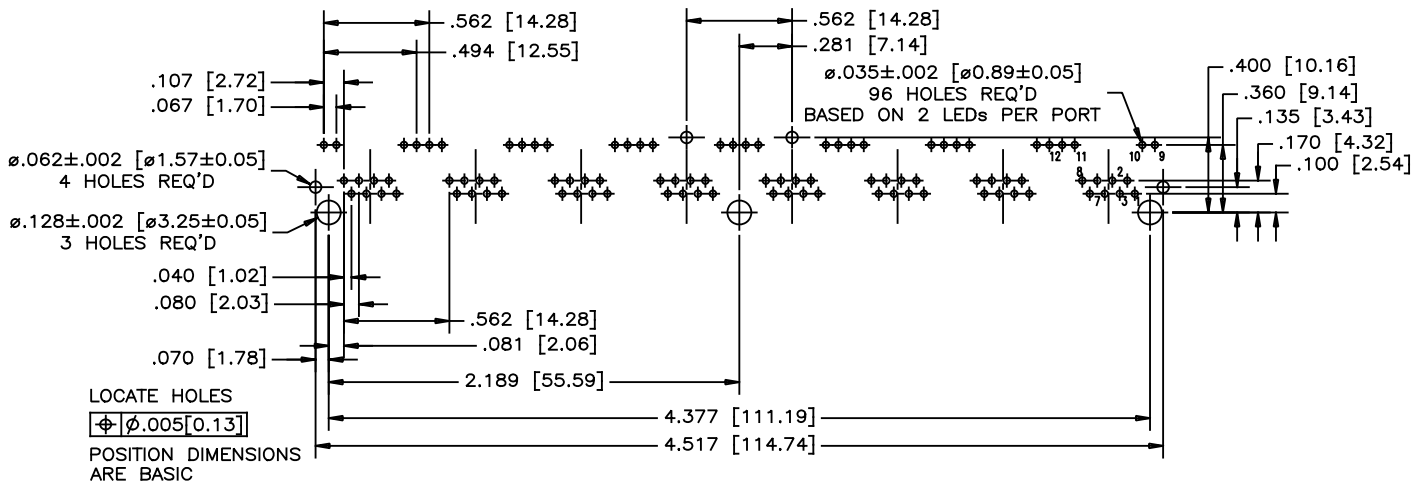 .562 [14.28]
.494 [12.55]
.107 [2.72]
.067 [1.70]
.562 [14.28]
.281 [7.14]
ø.035±.002 [ø0.89±0.05]
96 HOLES REQ'D
BASED ON 2 LEDs PER PORT
.400 [10.16]
.360 [9.14]
.135 [3.43]
.170 [4.32]
.100 [2.54]
12 11 10 9
ø.062±.002 [ø1.57±0.05]
4 HOLES REQ'D
8 2
7 3 1
ø.128±.002 [ø3.25±0.05]
3 HOLES REQ'D
.040 [1.02]
.080 [2.03]
.562 [14.28]
.081 [2.06]
.070 [1.78]
2.189 [55.59]
LOCATE HOLES
⌖ Ø.005[0.13]
POSITION DIMENSIONS
ARE BASIC
4.377 [111.19]
4.517 [114.74]